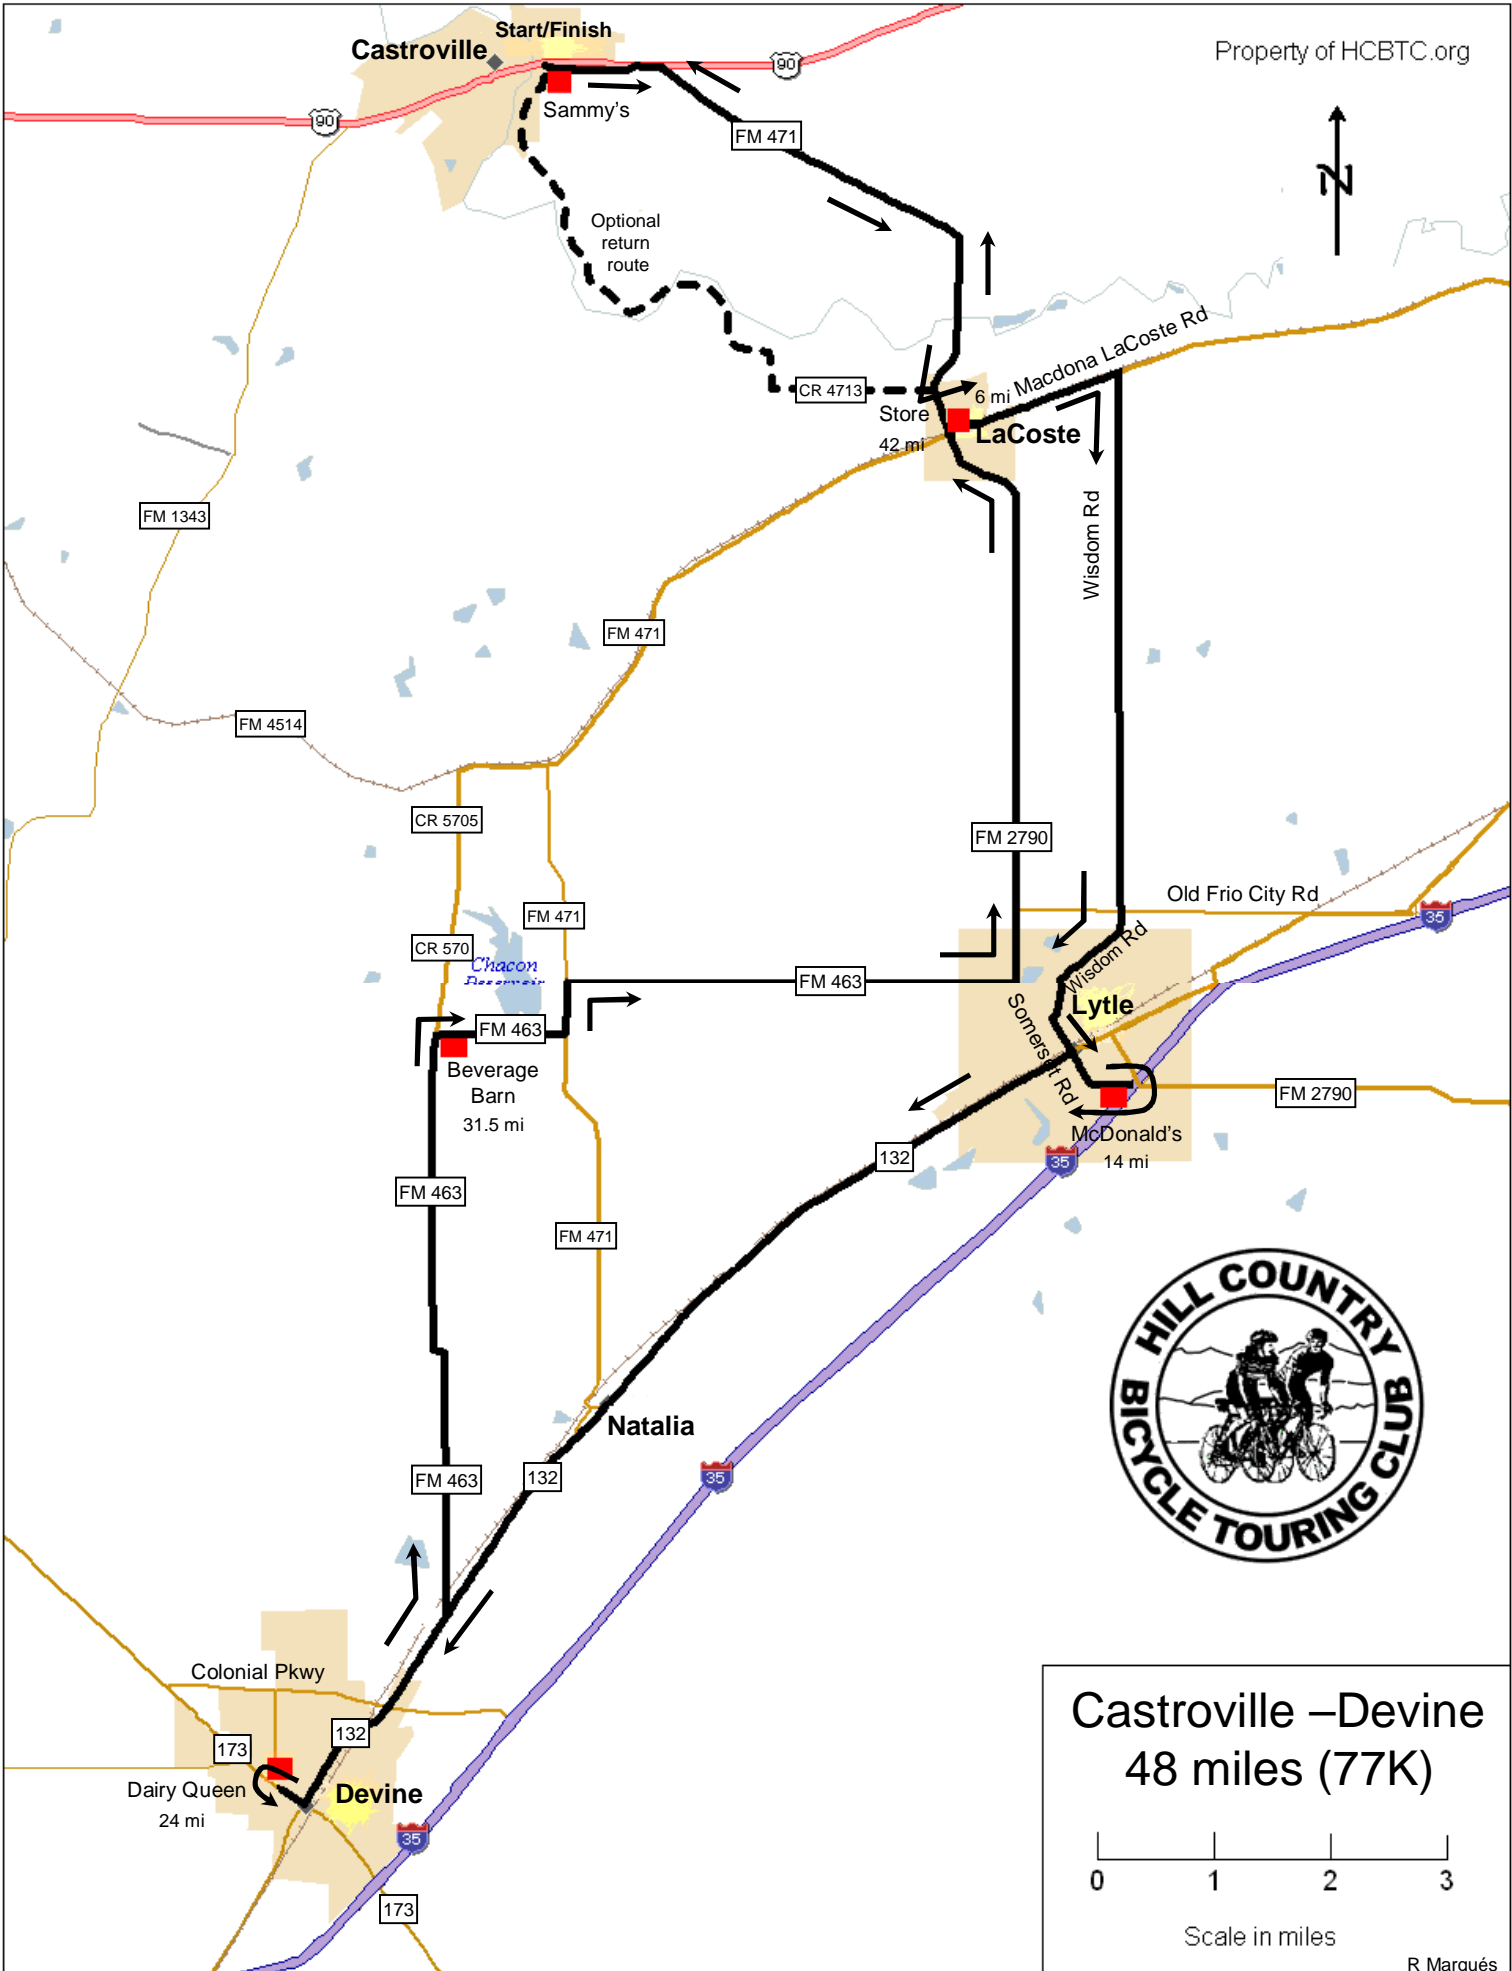 Start/Finish
Castroville
90
Property of HCBTC.org
90
Sammy's
FM 471
N
Optional
return
route
Macdona LaCoste Rd
CR 4713
6 mi
Store
LaCoste
42 mi
Wisdom Rd
FM 1343
FM 471
FM 4514
CR 5705
FM 2790
Old Frio City Rd
35
FM 471
CR 570
Chacon
Reservoir
FM 463
Wisdom Rd
Lytle
Somerset Rd
FM 463
Beverage
Barn
31.5 mi
FM 2790
McDonald's
14 mi
35
132
FM 463
FM 471
HILL COUNTRY
BICYCLE TOURING CLUB
Natalia
FM 463
132
35
Colonial Pkwy
132
173
Dairy Queen
24 mi
Devine
35
173
Castroville –Devine
48 miles (77K)
0 1 2 3
Scale in miles
R Marqués